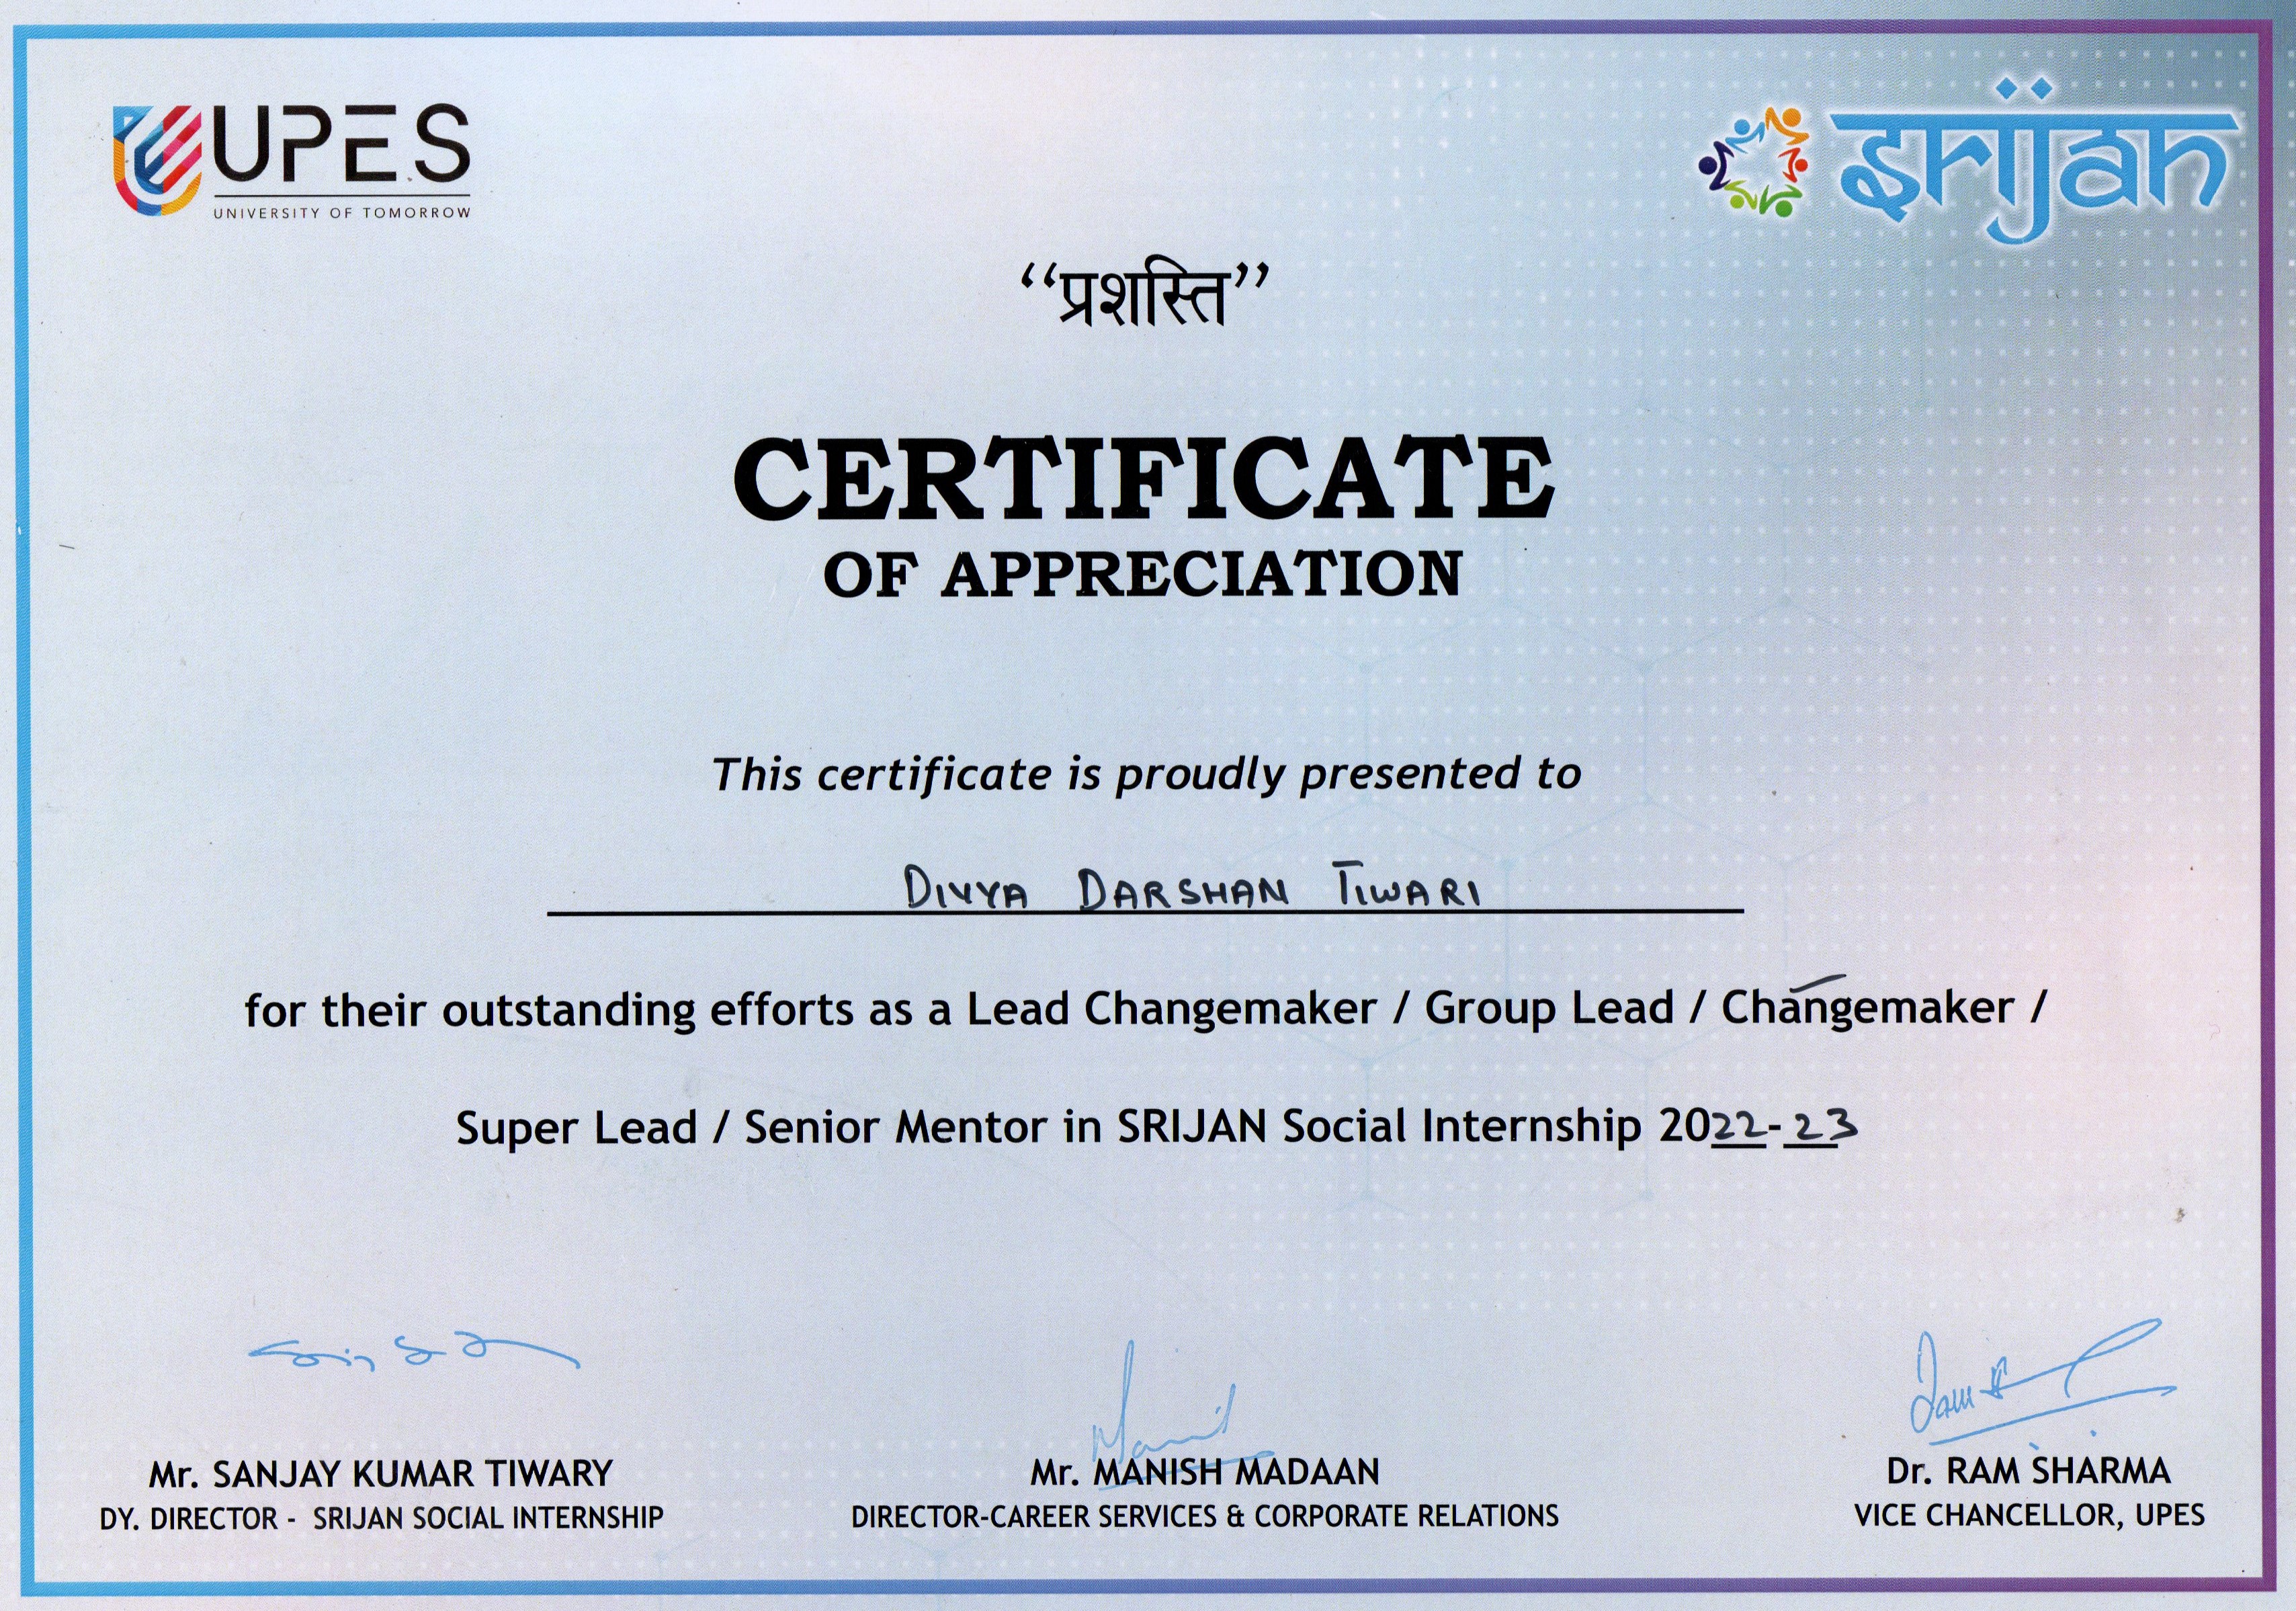 UPES
UNIVERSITY OF TOMORROW
srijan
“प्रशस्ति”
CERTIFICATE
OF APPRECIATION
This certificate is proudly presented to
DIVYA DARSHAN TIWARI
for their outstanding efforts as a Lead Changemaker / Group Lead / Changemaker /
Super Lead / Senior Mentor in SRIJAN Social Internship 2022-23
Mr. SANJAY KUMAR TIWARY
DY. DIRECTOR - SRIJAN SOCIAL INTERNSHIP
Mr. MANISH MADAAN
DIRECTOR-CAREER SERVICES & CORPORATE RELATIONS
Dr. RAM SHARMA
VICE CHANCELLOR, UPES